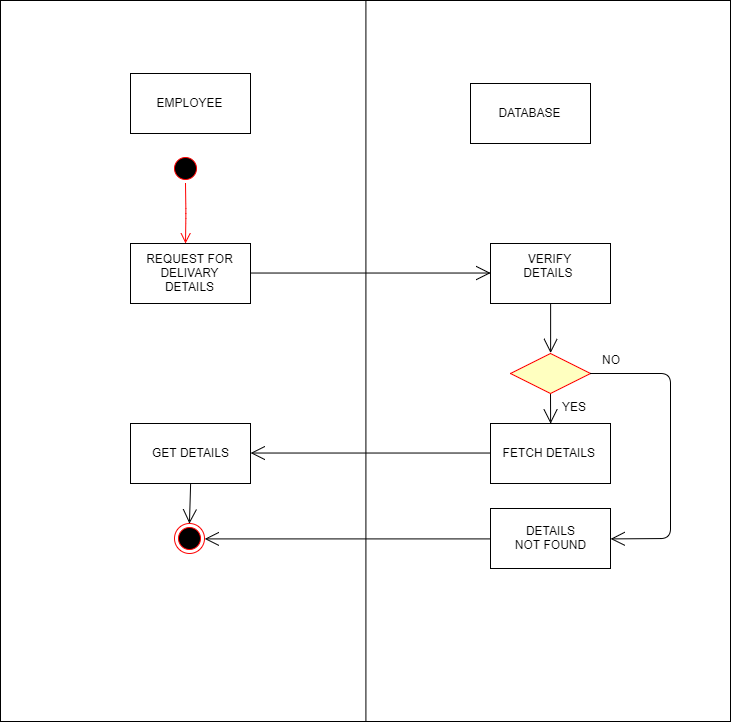 EMPLOYEE
DATABASE
REQUEST FOR
DELIVARY
DETAILS
VERIFY
DETAILS
NO
YES
GET DETAILS
FETCH DETAILS
DETAILS
NOT FOUND